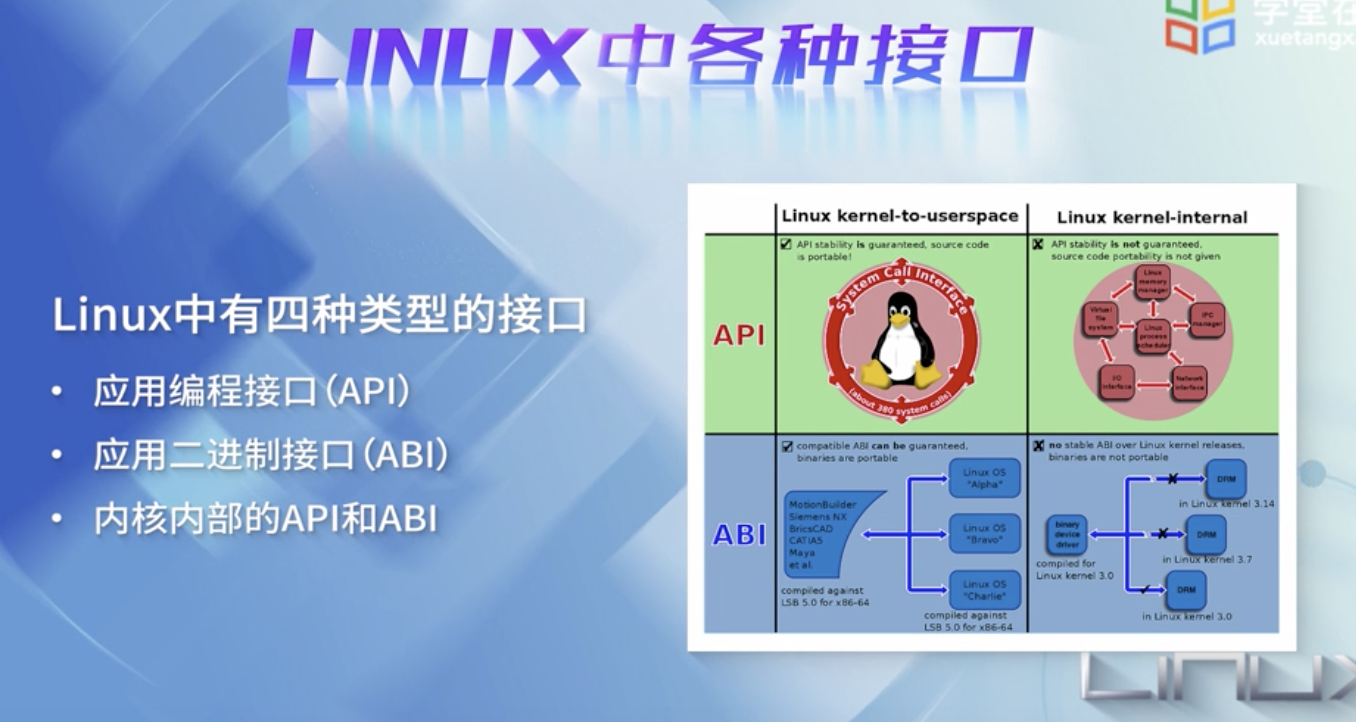 LINLIX中各种接口
学堂在
xuetangx
Linux中有四种类型的接口
• 应用编程接口(API)
• 应用二进制接口(ABI)
• 内核内部的API和ABI
Linux kernel-to-userspace
Linux kernel-internal
API
API stability is guaranteed, source code
is portable!
System Call Interface
(about 380 system calls)
API stability is not guaranteed,
source code portability is not given
Linux
memory
manager
Virtual
file
system
IPC
manager
Linux
process
scheduler
I/O
interface
Network
interface
ABI
compatible ABI can be guaranteed,
binaries are portable
MotionBuilder
Siemens NX
BricsCAD
CATIA5
Maya
et al.
compiled against
LSB 5.0 for x86-64
Linux OS
"Alpha"
Linux OS
"Bravo"
Linux OS
"Charlie"
compiled against
LSB 5.0 for x86-64
no stable ABI over Linux kernel releases,
binaries are not portable
binary
device
driver
compiled for
Linux kernel 3.0
DRM
in Linux kernel 3.14
DRM
in Linux kernel 3.7
DRM
in Linux kernel 3.0
LINUX